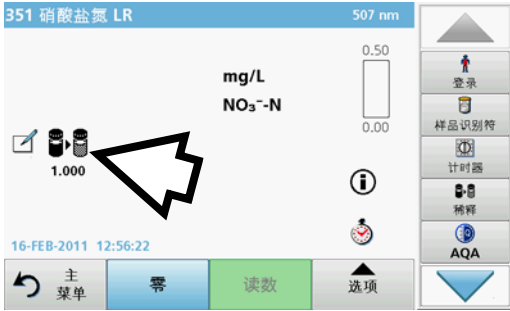 351 硝酸盐氮 LR
507 nm
0.50
mg/L
NO₃⁻-N
0.00
1.000
16-FEB-2011 12:56:22
主
菜单
零
读数
选项
登录
样品识别符
计时器
稀释
AQA